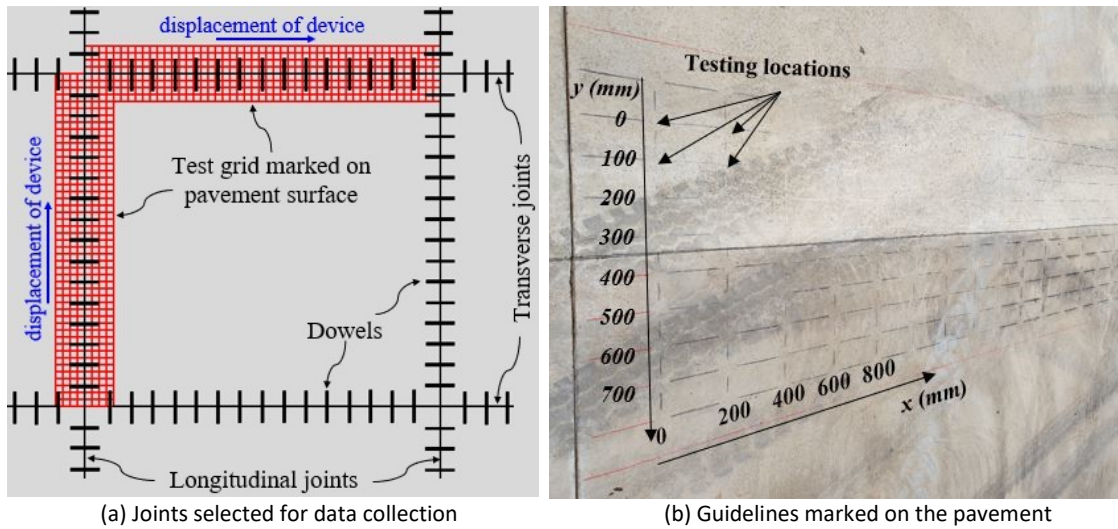 displacement of device
displacement of device
Test grid marked on
pavement surface
Transverse joints
Dowels
Longitudinal joints
(a) Joints selected for data collection
Testing locations
y (mm)
0
100
200
300
400
500
600
700
0
200 400 600 800
x (mm)
(b) Guidelines marked on the pavement